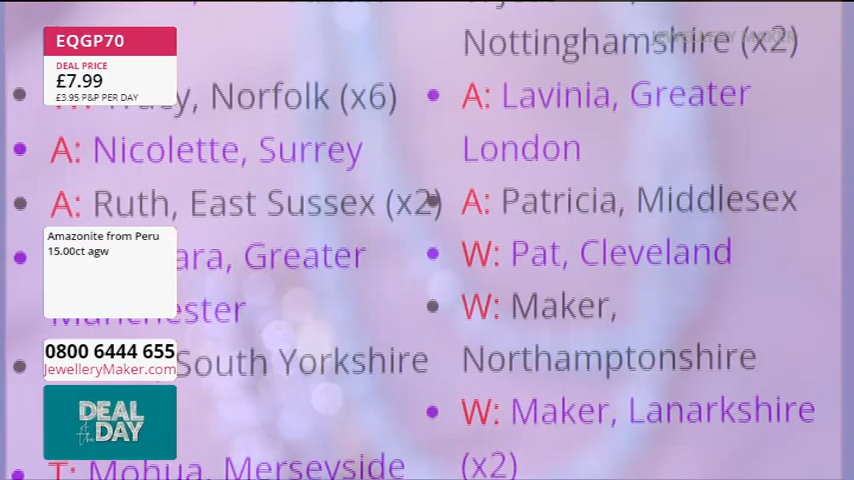 EQGP70
DEAL PRICE
£7.99
£3.95 P&P PER DAY
Norfolk (x6)
A: Nicolette, Surrey
A: Ruth, East Sussex (x2)
Amazonite from Peru
15.00ct agw
Greater
South Yorkshire
T: Mohua, Merseyside
0800 6444 655
JewelleryMaker.com
DEAL
of the
DAY
JEWELLERY MAKER
Nottinghamshire (x2)
A: Lavinia, Greater
London
A: Patricia, Middlesex
W: Pat, Cleveland
W: Maker,
Northamptonshire
W: Maker, Lanarkshire
(x2)